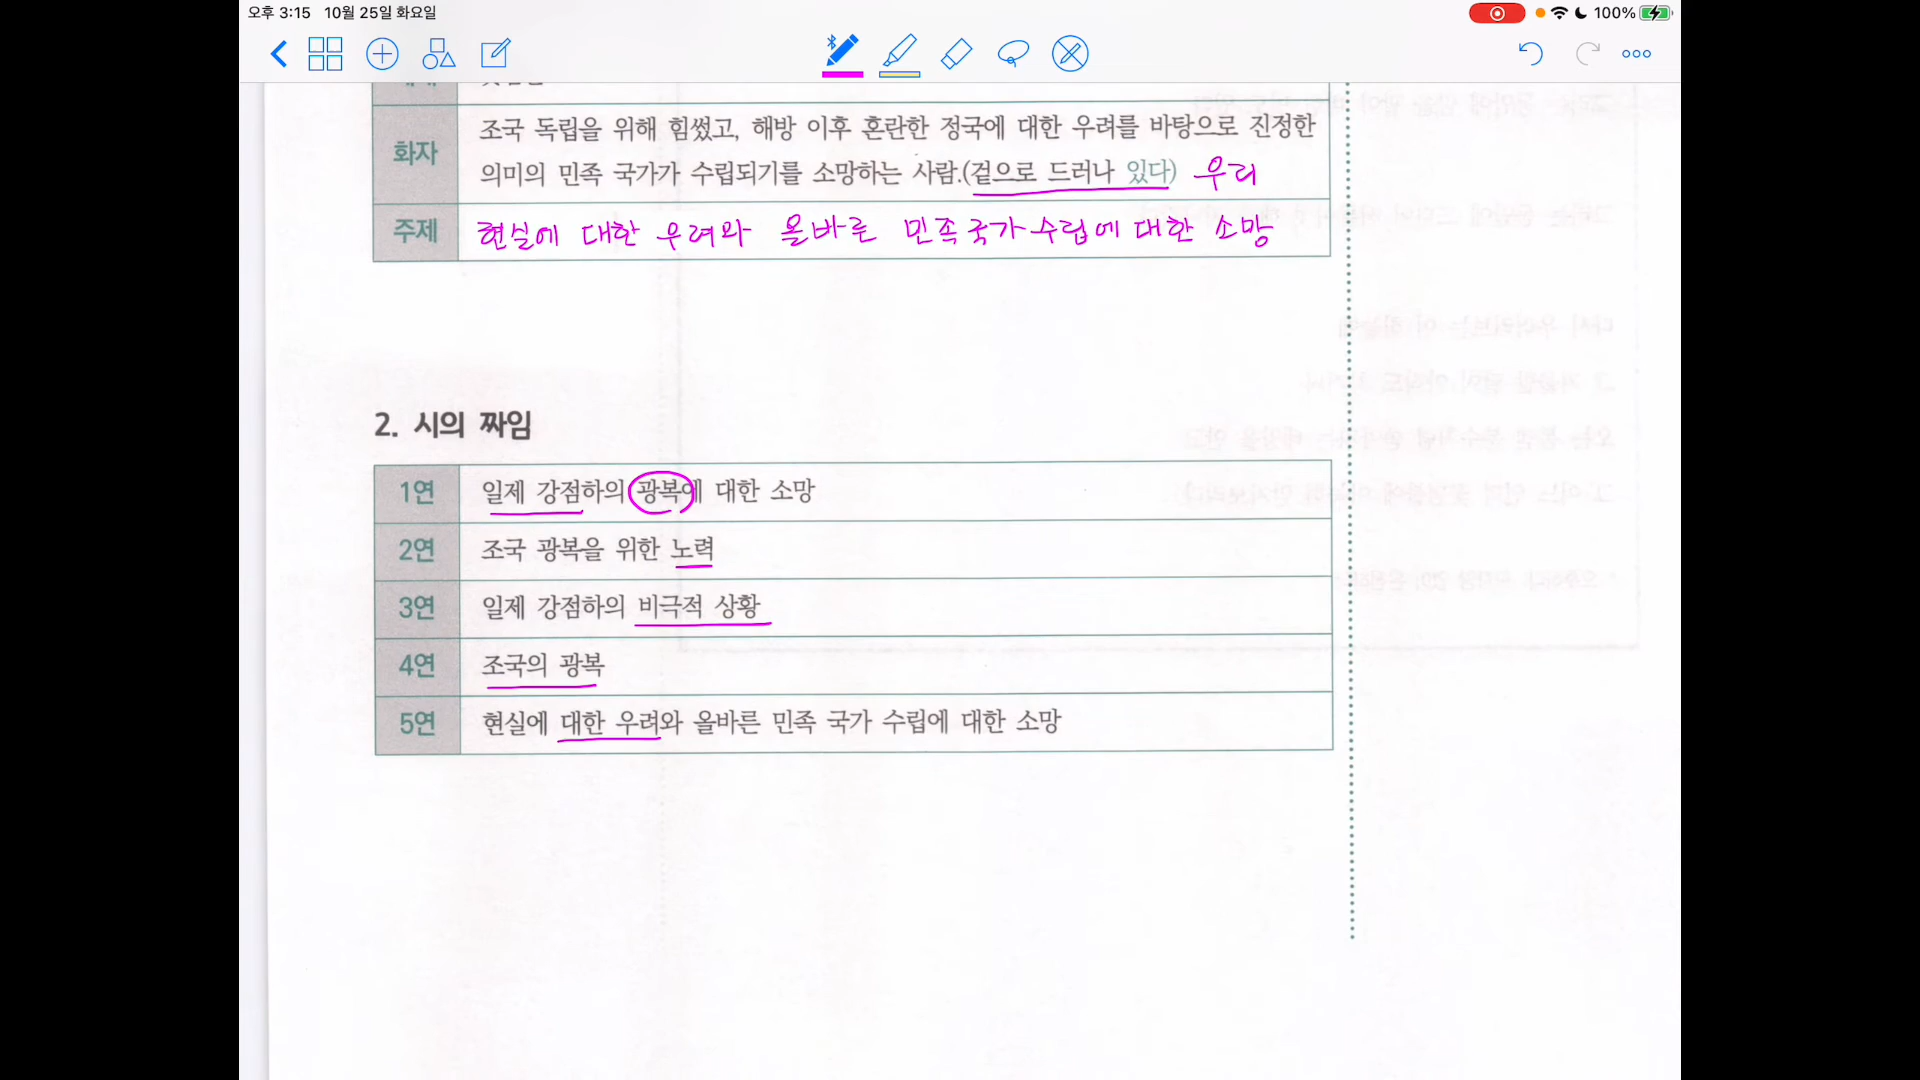 오후 3:15 10월 25일 화요일
100%
화자
조국 독립을 위해 힘썼고, 해방 이후 혼란한 정국에 대한 우려를 바탕으로 진정한
의미의 민족 국가가 수립되기를 소망하는 사람.(겉으로 드러나 있다) 우리
주제 현실에 대한 우려와 올바른 민족국가수립에 대한 소망
2. 시의 짜임
1연 일제 강점하의 광복에 대한 소망
2연 조국 광복을 위한 노력
3연 일제 강점하의 비극적 상황
4연 조국의 광복
5연 현실에 대한 우려와 올바른 민족 국가 수립에 대한 소망